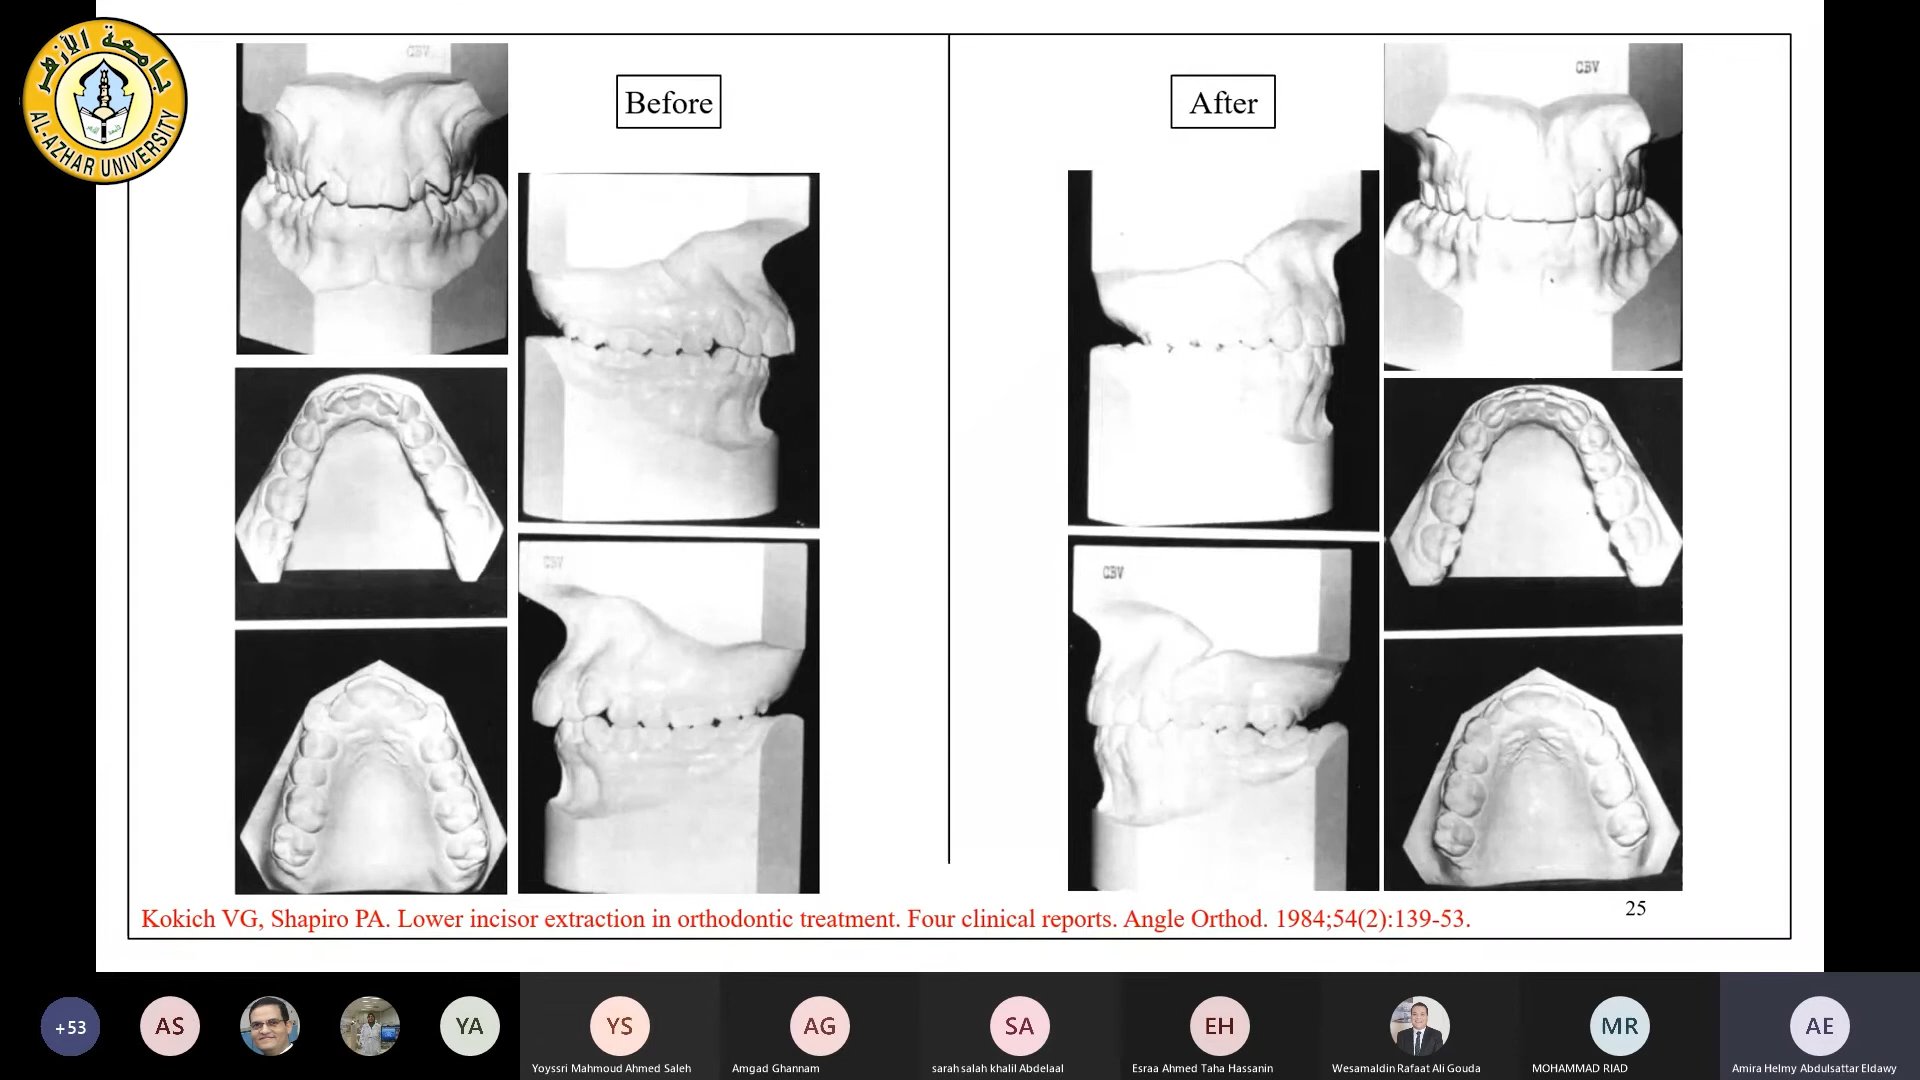 جامعة الأزهر
AL-AZHAR UNIVERSITY
CBV
Before
After
CBV
CBV
CBV
25
Kokich VG, Shapiro PA. Lower incisor extraction in orthodontic treatment. Four clinical reports. Angle Orthod. 1984;54(2):139-53.
+53
AS
YA
YS
AG
SA
EH
MR
AE
Yoyssri Mahmoud Ahmed Saleh
Amgad Ghannam
sarah salah khalil Abdelaal
Esraa Ahmed Taha Hassanin
Wesamaldin Rafaat Ali Gouda
MOHAMMAD RIAD
Amira Helmy Abdulsattar Eldawy